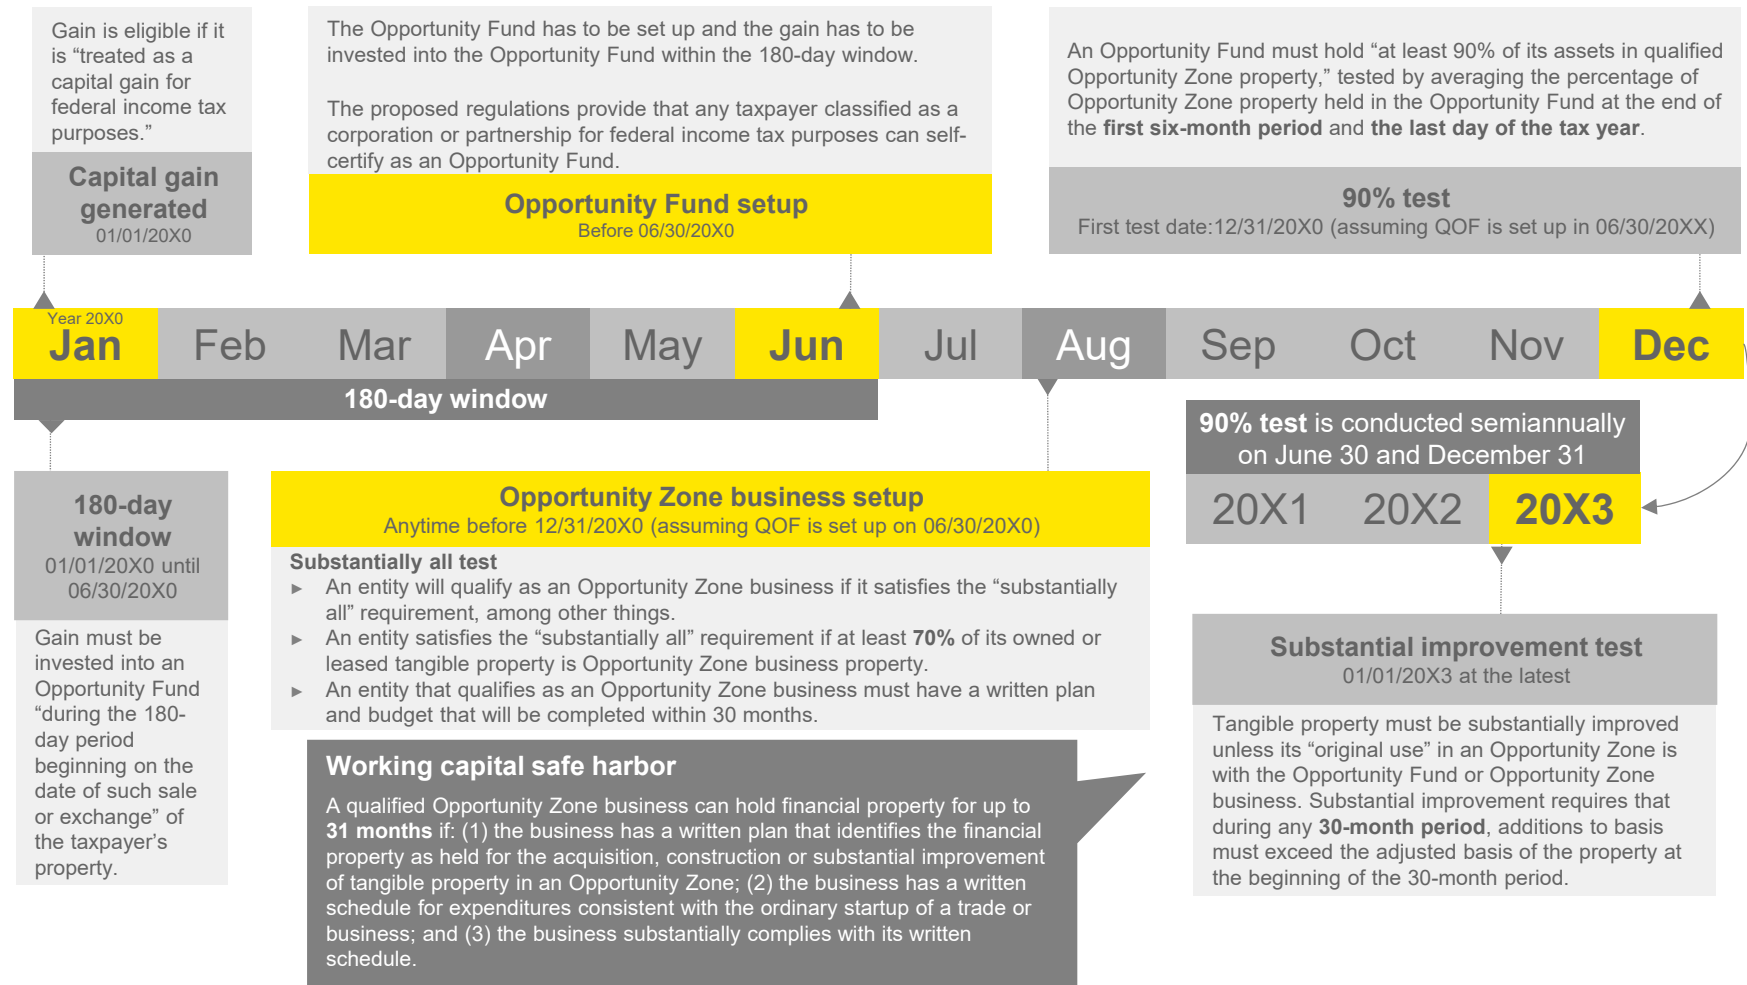 Gain is eligible if it
is “treated as a
capital gain for
federal income tax
purposes.”
Capital gain
generated
01/01/20X0
The Opportunity Fund has to be set up and the gain has to be
invested into the Opportunity Fund within the 180-day window.
The proposed regulations provide that any taxpayer classified as a
corporation or partnership for federal income tax purposes can self-
certify as an Opportunity Fund.
Opportunity Fund setup
Before 06/30/20X0
An Opportunity Fund must hold “at least 90% of its assets in qualified
Opportunity Zone property,” tested by averaging the percentage of
Opportunity Zone property held in the Opportunity Fund at the end of
the first six-month period and the last day of the tax year.
90% test
First test date:12/31/20X0 (assuming QOF is set up in 06/30/20XX)
Year 20X0
Jan Feb Mar Apr May Jun Jul Aug Sep Oct Nov Dec
180-day window
180-day
window
01/01/20X0 until
06/30/20X0
Gain must be
invested into an
Opportunity Fund
“during the 180-
day period
beginning on the
date of such sale
or exchange” of
the taxpayer’s
property.
Opportunity Zone business setup
Anytime before 12/31/20X0 (assuming QOF is set up on 06/30/20X0)
Substantially all test
► An entity will qualify as an Opportunity Zone business if it satisfies the “substantially
all” requirement, among other things.
► An entity satisfies the “substantially all” requirement if at least 70% of its owned or
leased tangible property is Opportunity Zone business property.
► An entity that qualifies as an Opportunity Zone business must have a written plan
and budget that will be completed within 30 months.
Working capital safe harbor
A qualified Opportunity Zone business can hold financial property for up to
31 months if: (1) the business has a written plan that identifies the financial
property as held for the acquisition, construction or substantial improvement
of tangible property in an Opportunity Zone; (2) the business has a written
schedule for expenditures consistent with the ordinary startup of a trade or
business; and (3) the business substantially complies with its written
schedule.
90% test is conducted semiannually
on June 30 and December 31
20X1 20X2 20X3
Substantial improvement test
01/01/20X3 at the latest
Tangible property must be substantially improved
unless its “original use” in an Opportunity Zone is
with the Opportunity Fund or Opportunity Zone
business. Substantial improvement requires that
during any 30-month period, additions to basis
must exceed the adjusted basis of the property at
the beginning of the 30-month period.